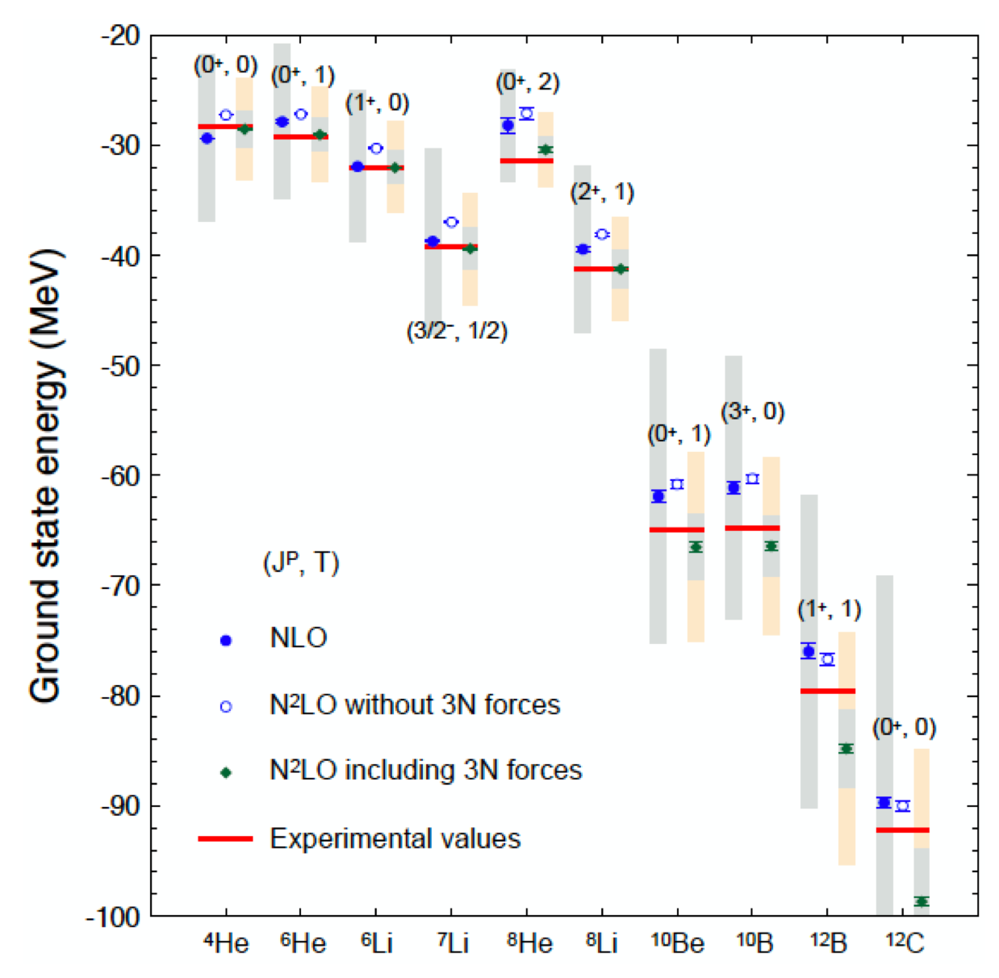 -20
-30
-40
-50
-60
-70
-80
-90
-100
Ground state energy (MeV)
(0⁺, 0)
(0⁺, 1)
(1⁺, 0)
(3/2⁻, 1/2)
(0⁺, 2)
(2⁺, 1)
(0⁺, 1)
(3⁺, 0)
(1⁺, 1)
(0⁺, 0)
(Jᴾ, T)
NLO
N²LO without 3N forces
N²LO including 3N forces
Experimental values
⁴He ⁶He ⁶Li ⁷Li ⁸He ⁸Li ¹⁰Be ¹⁰B ¹²B ¹²C